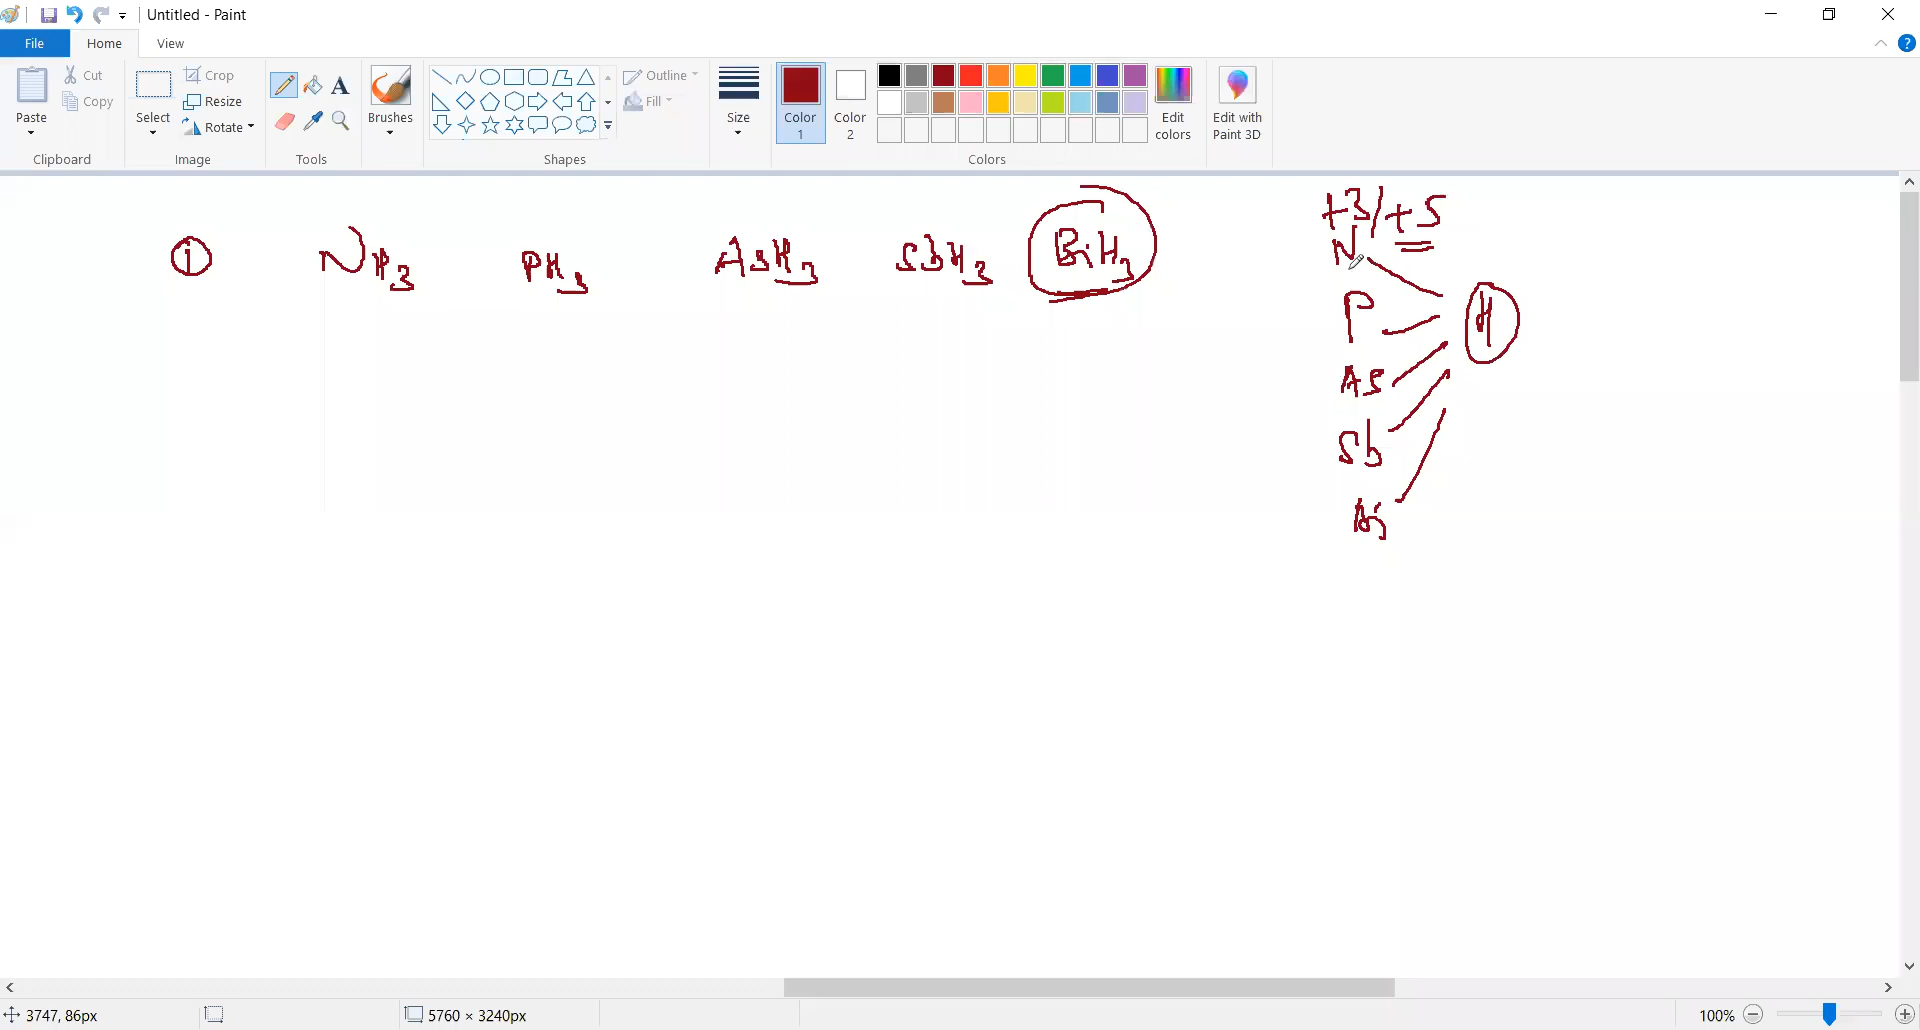 Untitled - Paint
File Home View
Paste
Cut
Copy
Clipboard
Select
Crop
Resize
Rotate
Image
Tools
Brushes
Shapes
Outline
Fill
Size
Color 1
Color 2
Colors
Edit colors
Edit with Paint 3D
+3/+5
① NH3 PH3 AsH3 SbH3 BiH3
N
P
H
As
Sb
3747, 86px
5760 × 3240px
100%